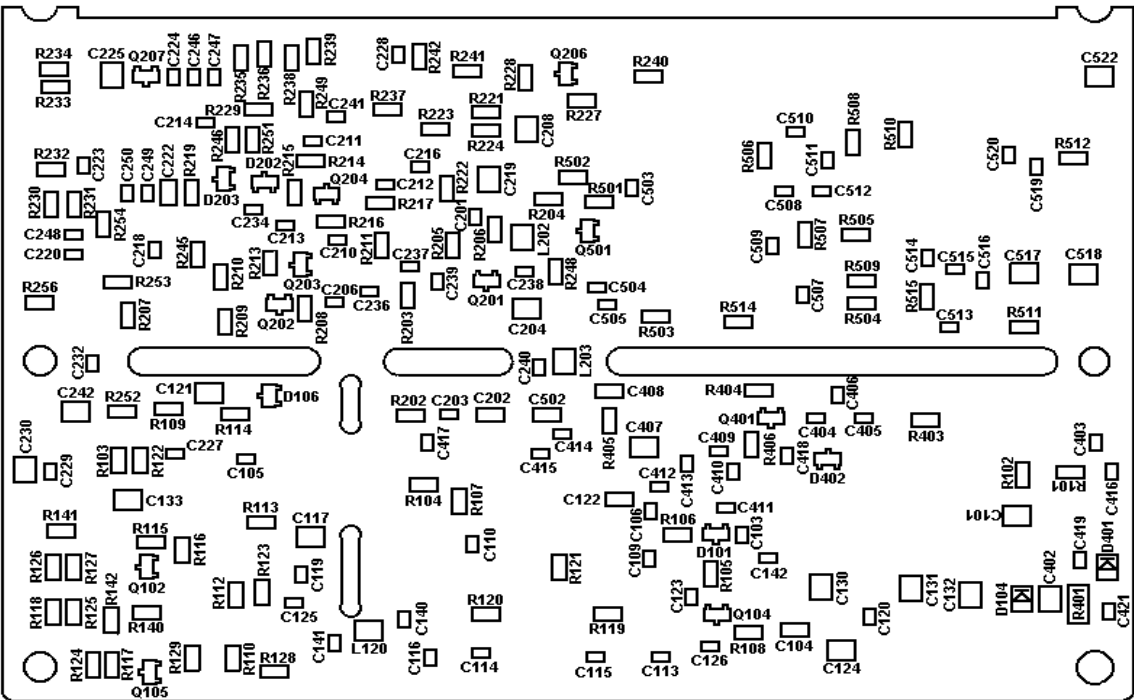 R234
C225
Q207
C224
C246
C247
R235
R236
R238
R239
C228
R242
R241
R228
Q206
R240
C522
R233
R229
R249
C241
R237
R221
R227
C214
R246
R251
C211
R223
R224
C208
C510
R508
R510
R506
C511
C520
R512
C519
R232
C223
C250
C249
C222
R219
D203
D202
R215
R214
Q204
C216
C212
R222
C219
R502
R501
C503
C508
C512
R230
R231
R254
C234
C213
R216
R217
C201
R204
C248
C220
C218
R245
R210
R213
C210
R211
C237
R205
R206
L202
Q501
C509
R507
R505
C514
C515
C516
C517
C518
R253
Q203
C206
C236
C239
Q201
C238
R248
C504
R509
R256
R207
R209
Q202
R208
R203
C204
C505
R503
R514
C507
R504
R515
C513
R511
C232
C240
L203
C242
R252
C121
R109
R114
D106
R202
C203
C202
C502
C408
R404
C406
C230
C229
R103
R122
C227
C105
C417
C414
C415
R405
C407
Q401
C404
C405
R403
C409
R406
C418
D402
C403
C133
R104
R107
C122
C412
C413
C410
R102
R101
C416
R141
R113
C117
C106
C411
C101
R115
R116
C110
R106
D101
C103
C419
D401
R126
R127
Q102
R123
C119
R121
C109
R105
C142
R142
R112
C125
C123
C130
C131
C132
D104
C402
R401
C421
R118
R125
R140
C140
R120
R119
Q104
C120
R124
R117
Q105
R129
R110
R128
C141
L120
C116
C114
C115
C113
C126
R108
C104
C124